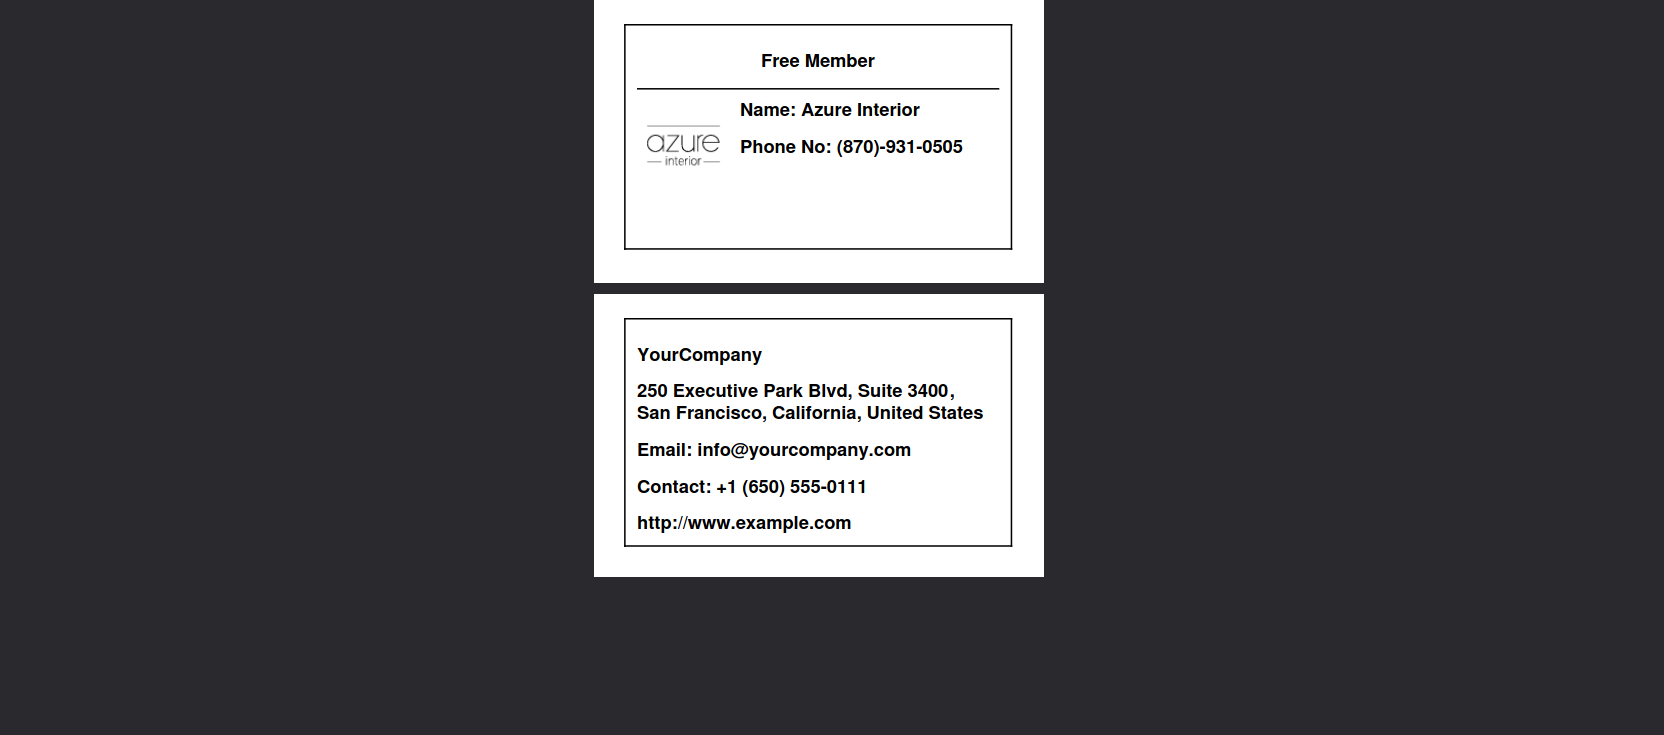 Free Member
azure
interior
Name: Azure Interior
Phone No: (870)-931-0505
YourCompany
250 Executive Park Blvd, Suite 3400,
San Francisco, California, United States
Email: info@yourcompany.com
Contact: +1 (650) 555-0111
http://www.example.com